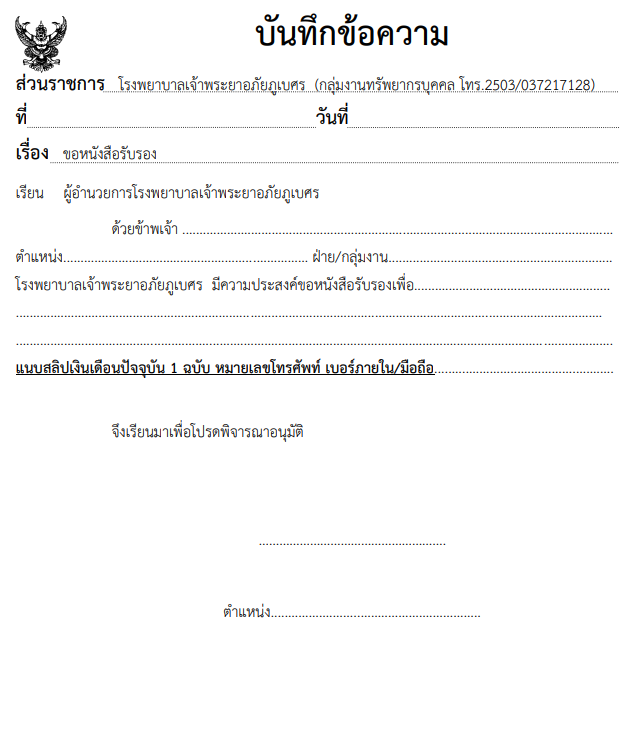 บันทึกข้อความ
ส่วนราชการ โรงพยาบาลเจ้าพระยาอภัยภูเบศร (กลุ่มงานทรัพยากรบุคคล โทร.2503/037217128)
ที่ วันที่
เรื่อง ขอหนังสือรับรอง
เรียน ผู้อำนวยการโรงพยาบาลเจ้าพระยาอภัยภูเบศร
ด้วยข้าพเจ้า ..........................................................................................................................
ตำแหน่ง...................................................................... ฝ่าย/กลุ่มงาน................................................................
โรงพยาบาลเจ้าพระยาอภัยภูเบศร มีความประสงค์ขอหนังสือรับรองเพื่อ........................................................
.........................................................................................................................................................................
............................................................................................................................................................................
แนบสลิปเงินเดือนปัจจุบัน 1 ฉบับ หมายเลขโทรศัพท์ เบอร์ภายใน/มือถือ....................................................
จึงเรียนมาเพื่อโปรดพิจารณาอนุมัติ
......................................................
ตำแหน่ง............................................................